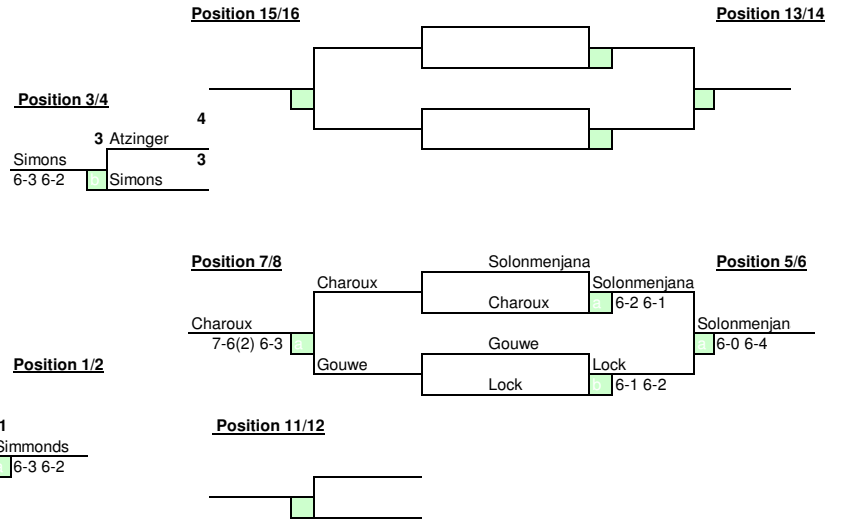 Position 15/16
Position 13/14
Position 3/4
4
3 Atzinger
Simons
3
6-3 6-2
b
Simons
Position 7/8
Solonmenjana
Position 5/6
Charoux
Solonmenjana
Charoux
a
6-2 6-1
Charoux
Solonmenjan
7-6(2) 6-3
a
Gouwe
a
6-0 6-4
Position 1/2
Gouwe
Lock
Lock
b
6-1 6-2
1
Simmonds
Position 11/12
6-3 6-2